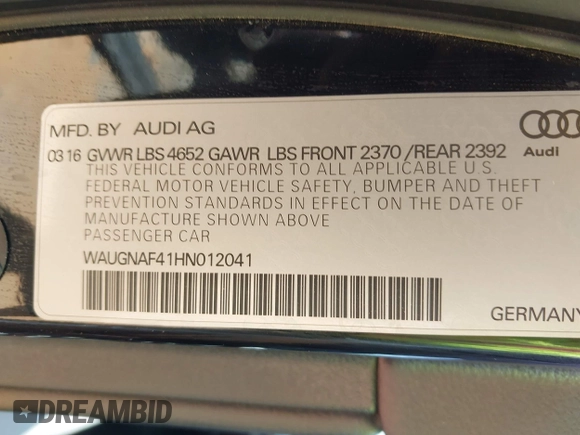 MFD. BY AUDI AG
03 16 GVWR LBS 4652 GAWR LBS FRONT 2370 / REAR 2392
Audi
THIS VEHICLE CONFORMS TO ALL APPLICABLE U.S.
FEDERAL MOTOR VEHICLE SAFETY, BUMPER AND THEFT
PREVENTION STANDARDS IN EFFECT ON THE DATE OF
MANUFACTURE SHOWN ABOVE
PASSENGER CAR
WAUGNAF41HN012041
GERMANY
DREAMBID